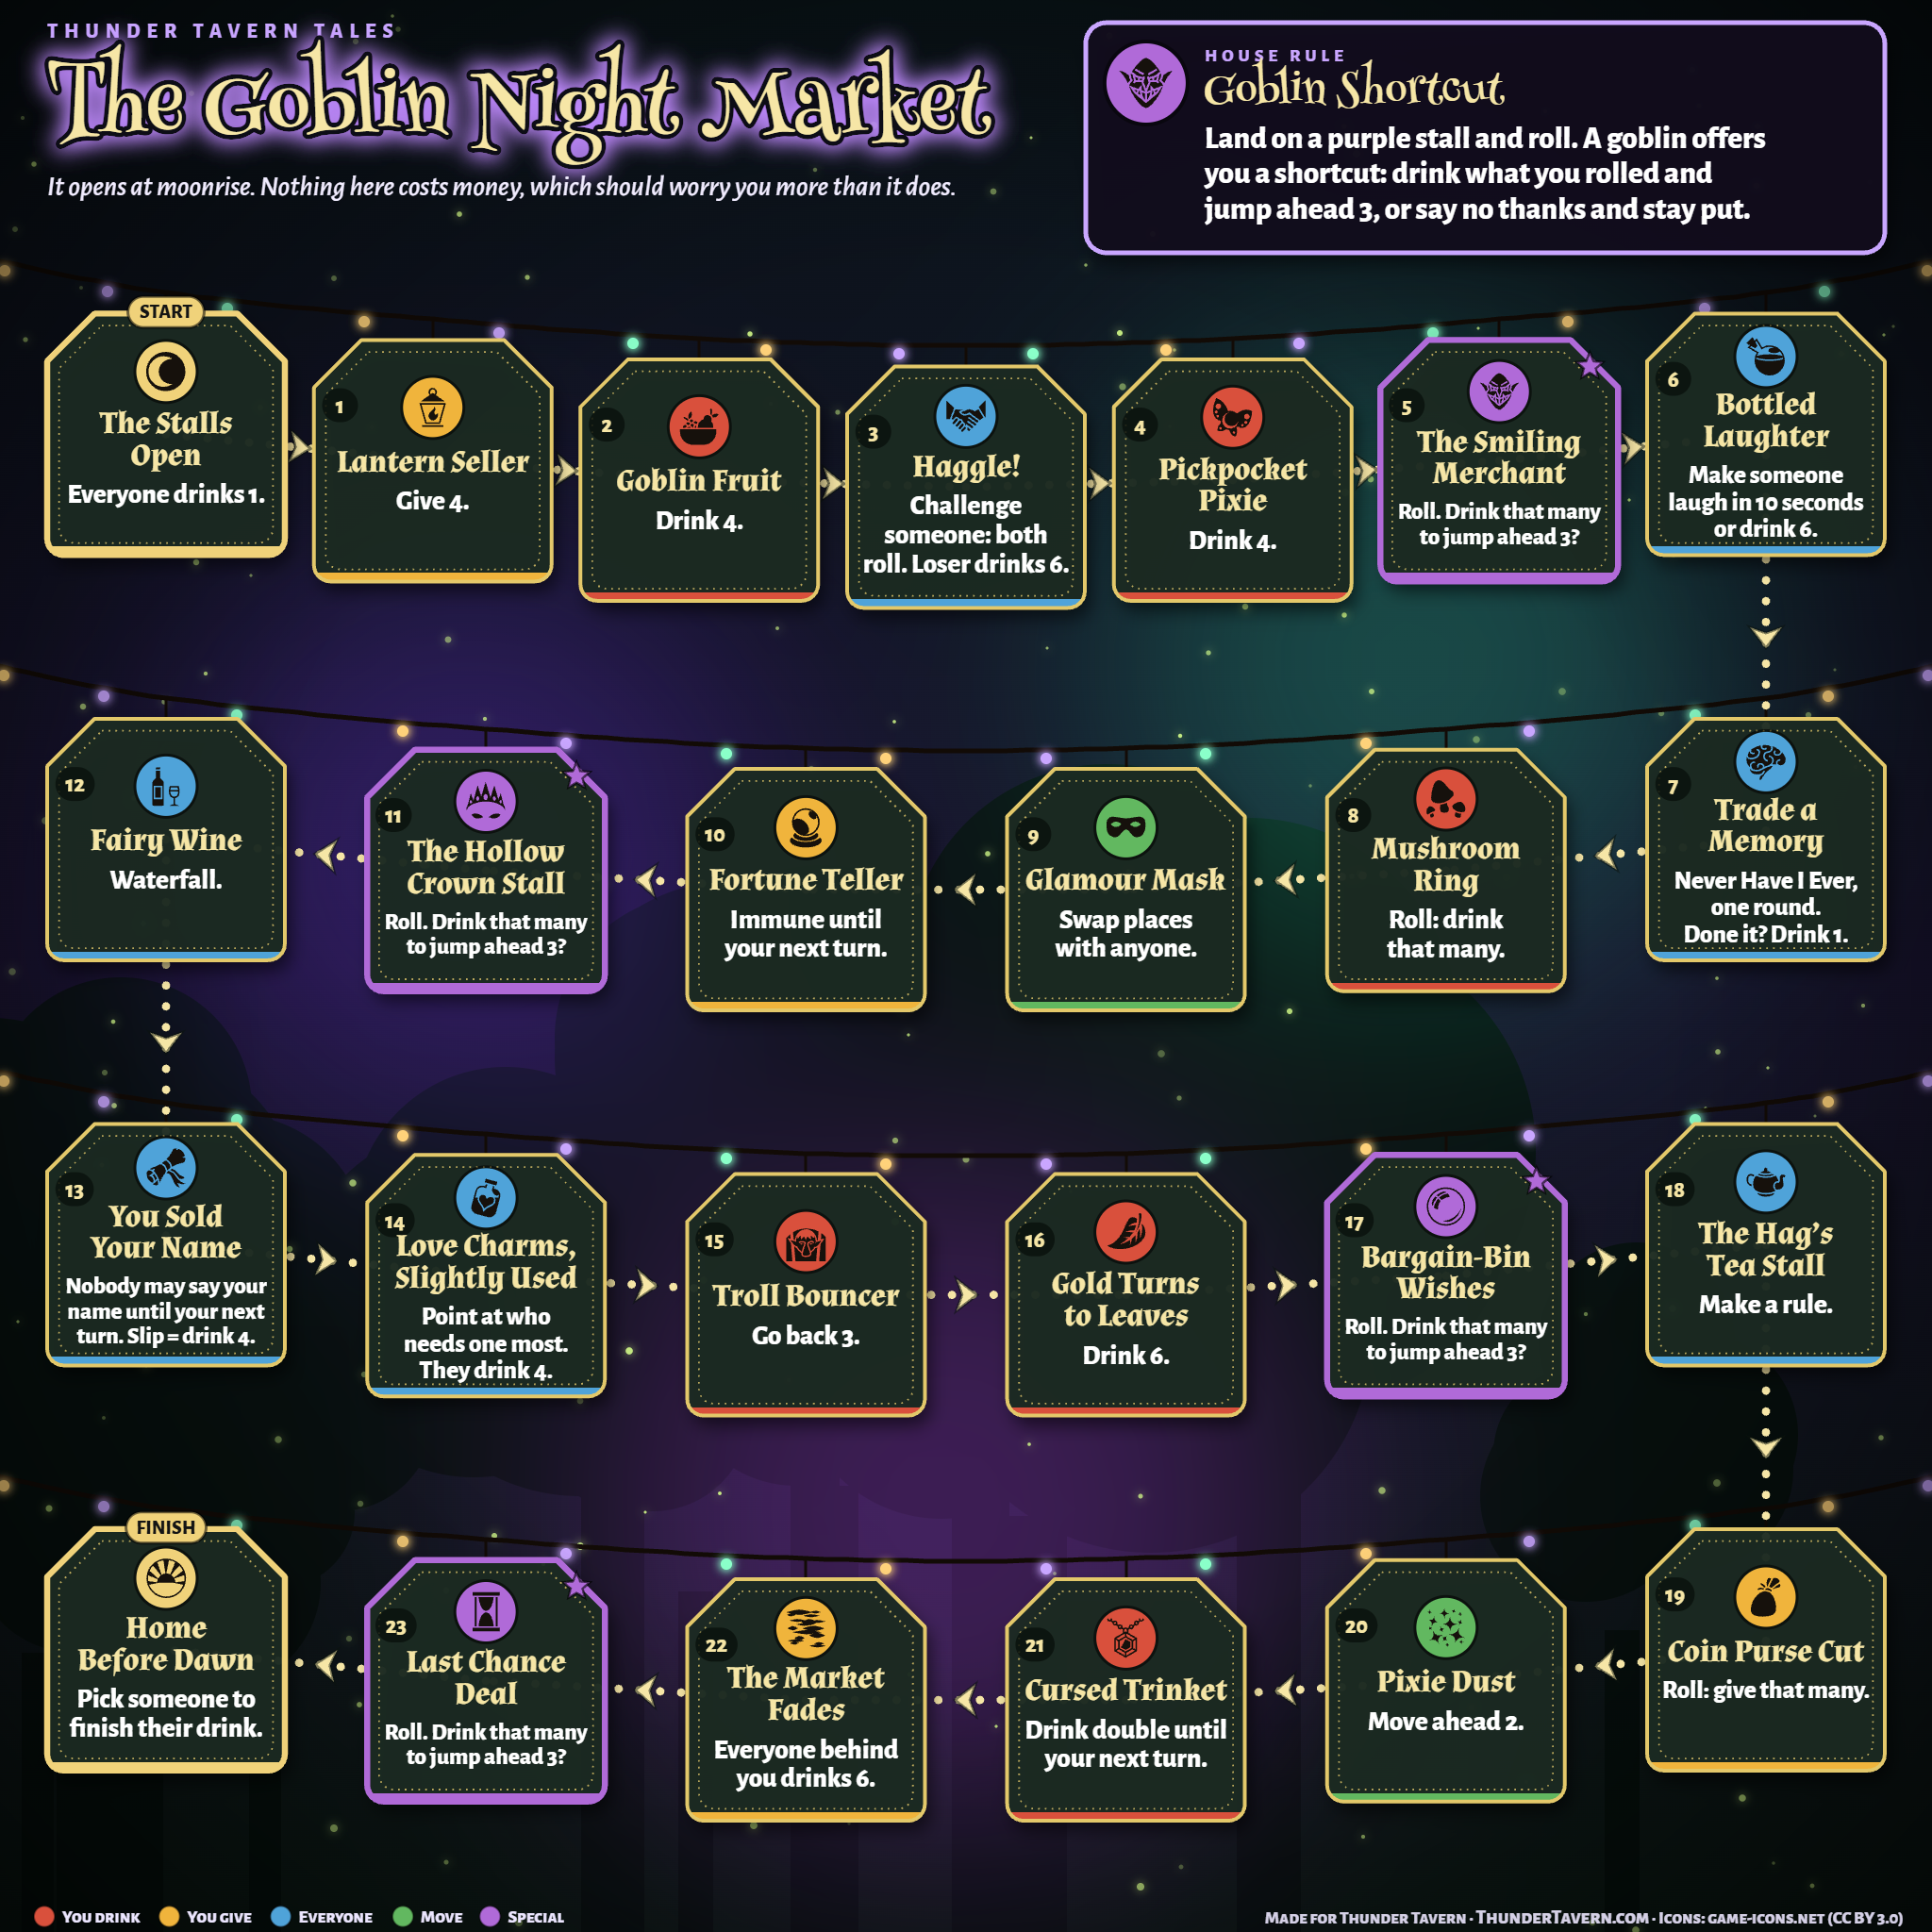 THUNDER TAVERN TALES
The Goblin Night Market
It opens at moonrise. Nothing here costs money, which should worry you more than it does.
HOUSE RULE
Goblin Shortcut
Land on a purple stall and roll. A goblin offers
you a shortcut: drink what you rolled and
jump ahead 3, or say no thanks and stay put.
START
The Stalls
Open
Everyone drinks 1.
1
Lantern Seller
Give 4.
2
Goblin Fruit
Drink 4.
3
Haggle!
Challenge
someone: both
roll. Loser drinks 6.
4
Pickpocket
Pixie
Drink 4.
5
The Smiling
Merchant
Roll. Drink that many
to jump ahead 3?
6
Bottled
Laughter
Make someone
laugh in 10 seconds
or drink 6.
7
Trade a
Memory
Never Have I Ever,
one round.
Done it? Drink 1.
8
Mushroom
Ring
Roll: drink
that many.
9
Glamour Mask
Swap places
with anyone.
10
Fortune Teller
Immune until
your next turn.
11
The Hollow
Crown Stall
Roll. Drink that many
to jump ahead 3?
12
Fairy Wine
Waterfall.
13
You Sold
Your Name
Nobody may say your
name until your next
turn. Slip = drink 4.
14
Love Charms,
Slightly Used
Point at who
needs one most.
They drink 4.
15
Troll Bouncer
Go back 3.
16
Gold Turns
to Leaves
Drink 6.
17
Bargain-Bin
Wishes
Roll. Drink that many
to jump ahead 3?
18
The Hag's
Tea Stall
Make a rule.
19
Coin Purse Cut
Roll: give that many.
20
Pixie Dust
Move ahead 2.
21
Cursed Trinket
Drink double until
your next turn.
22
The Market
Fades
Everyone behind
you drinks 6.
23
Last Chance
Deal
Roll. Drink that many
to jump ahead 3?
FINISH
Home
Before Dawn
Pick someone to
finish their drink.
You drink
You give
Everyone
Move
Special
Made for Thunder Tavern · ThunderTavern.com · Icons: game-icons.net (CC BY 3.0)